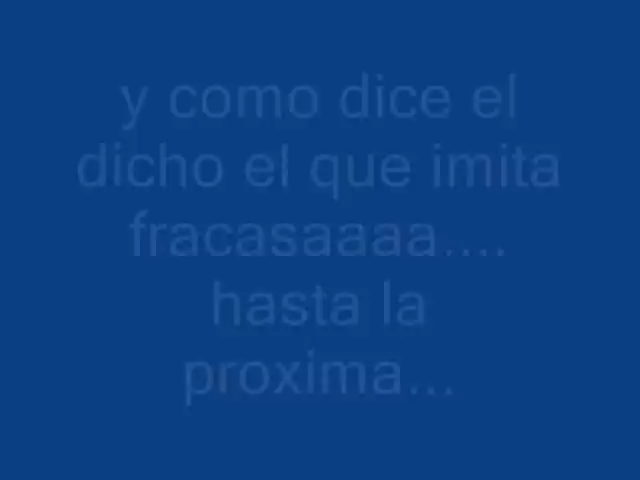 y como dice el
dicho el que imita
fracasaaaa....
hasta la
proxima...